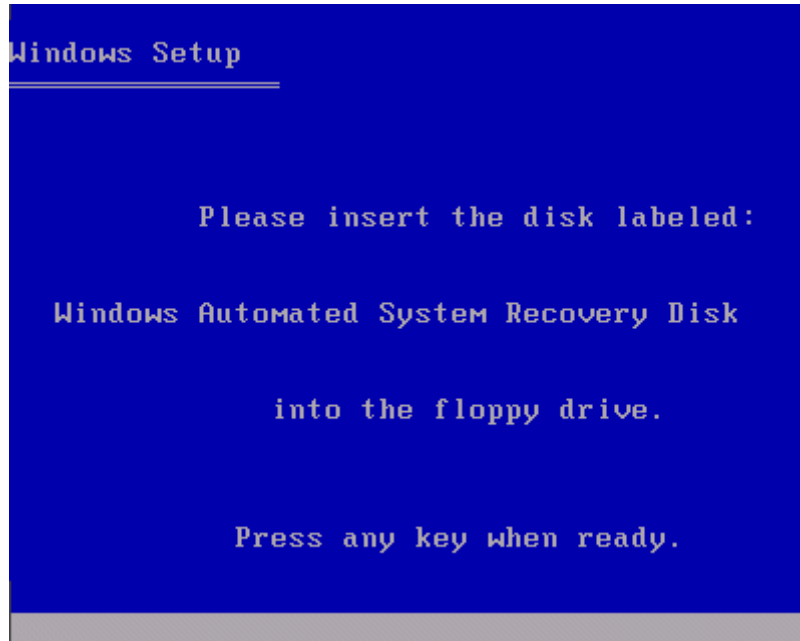 Windows Setup
Please insert the disk labeled:
Windows Automated System Recovery Disk
into the floppy drive.
Press any key when ready.